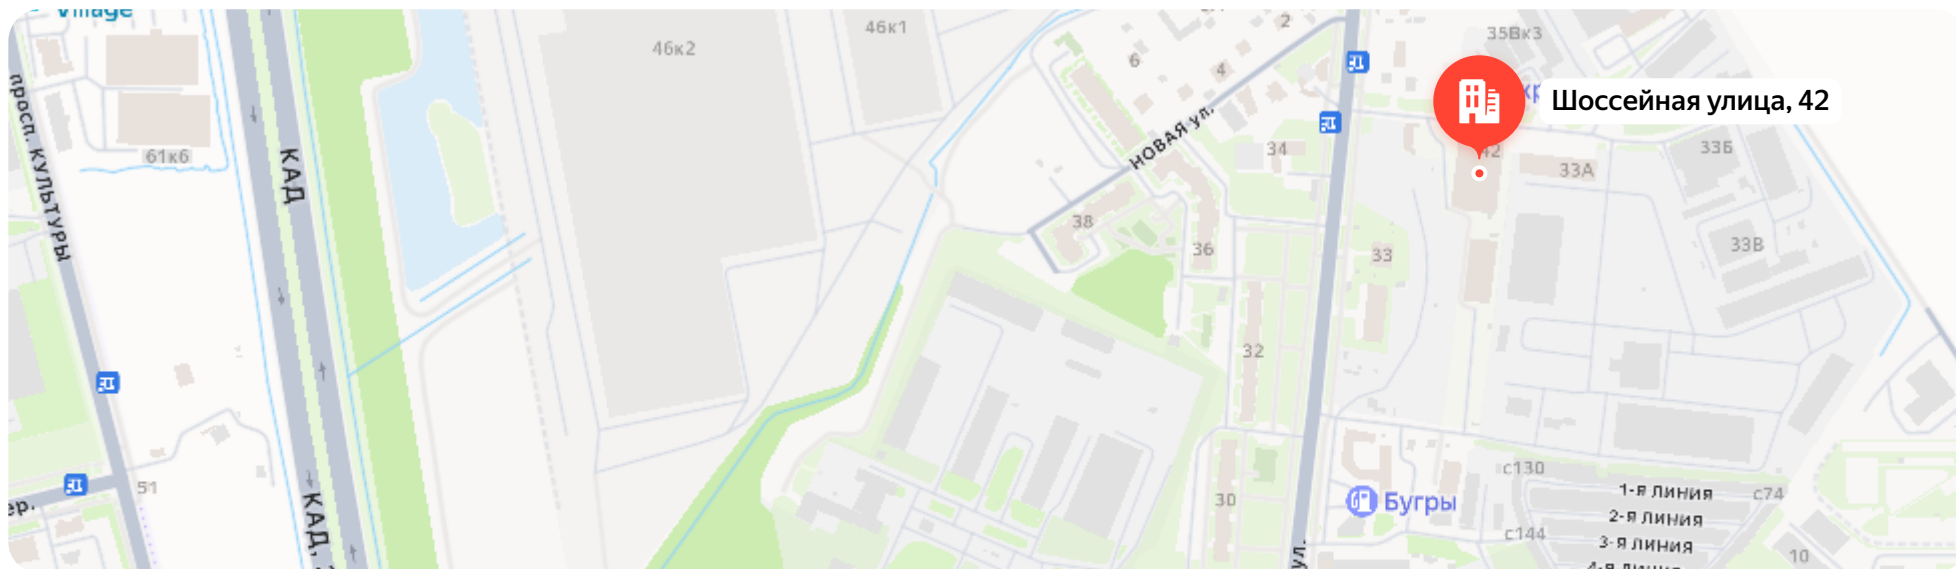 Village
46к2
46к1
2
35Вк3
6
4
Шоссейная улица, 42
просп. КУЛЬТУРЫ
61к6
КАД
НОВАЯ ул.
34
42
33А
33Б
38
36
33
33В
32
51
30
КАД,
Бугры
с130
с74
1-я линия
2-я линия
с144
3-я линия
10
ул.